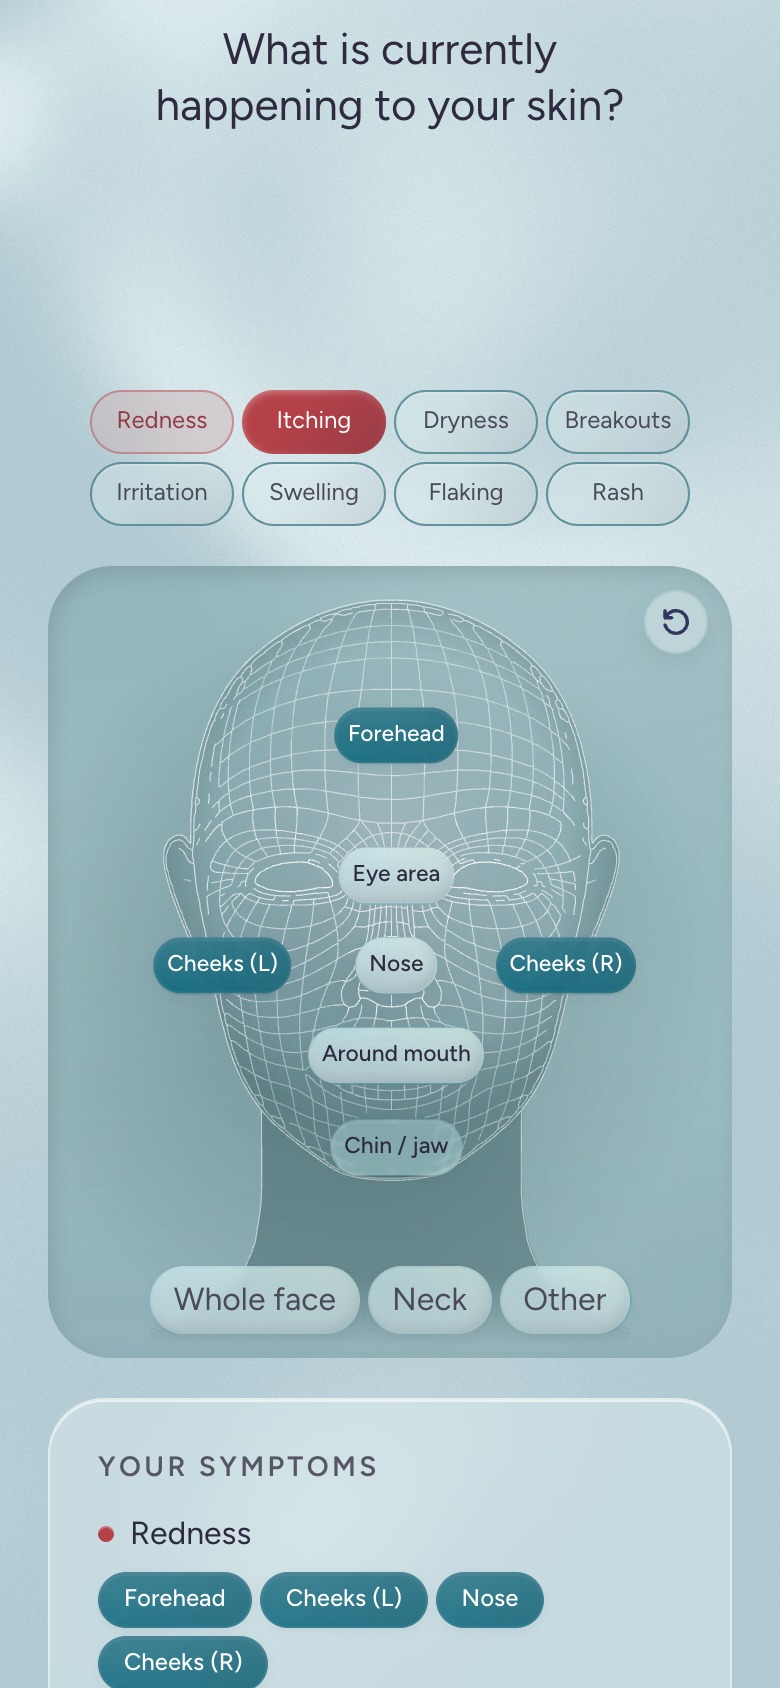 What is currently
happening to your skin?
Redness Itching Dryness Breakouts
Irritation Swelling Flaking Rash
Forehead
Eye area
Cheeks (L) Nose Cheeks (R)
Around mouth
Chin / jaw
Whole face Neck Other
YOUR SYMPTOMS
Redness
Forehead Cheeks (L) Nose
Cheeks (R)